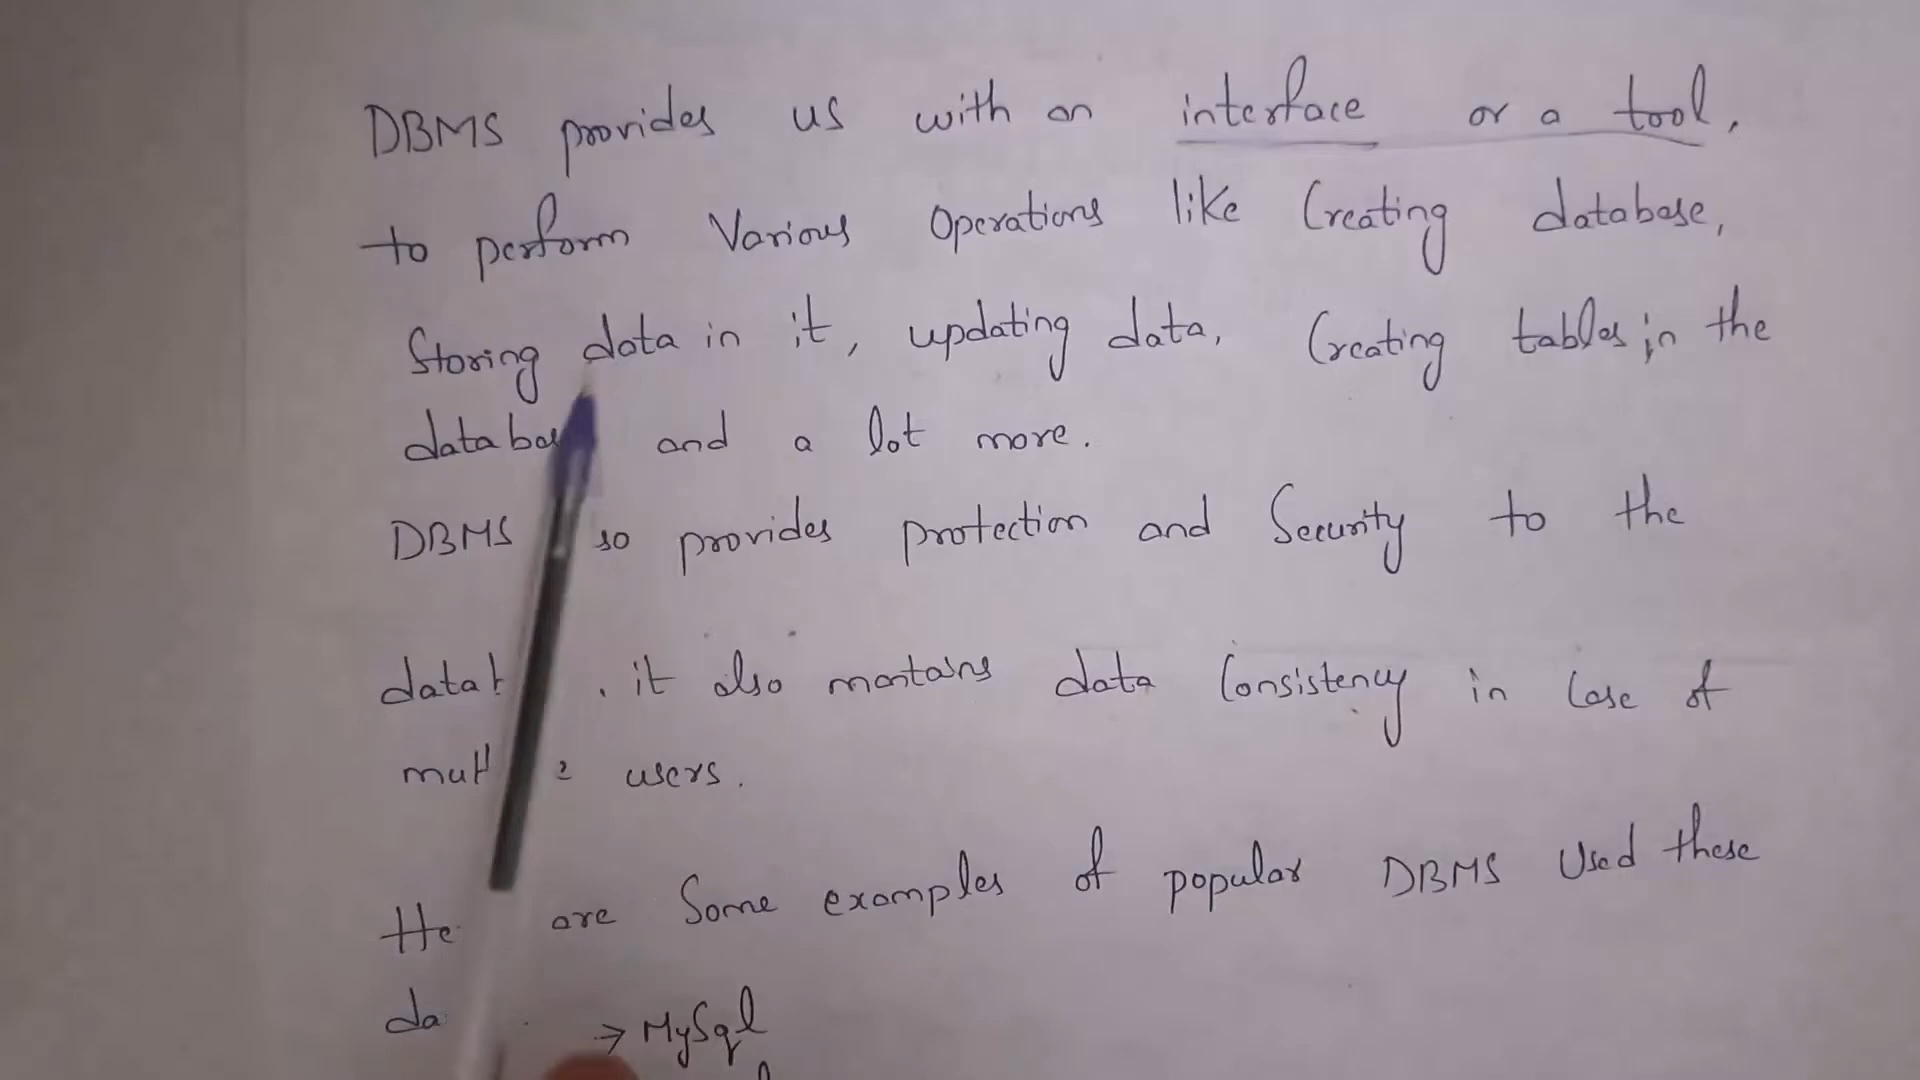 DBMS provides us with an interface or a tool,
to perform Various Operations like Creating database,
Storing data in it, updating data, Creating tables in the
and a lot more.
DBMS provides protection and Security to the
. it also mantains data Consistency in Case of
users.
are Some examples of popular DBMS Used these
→ MySql